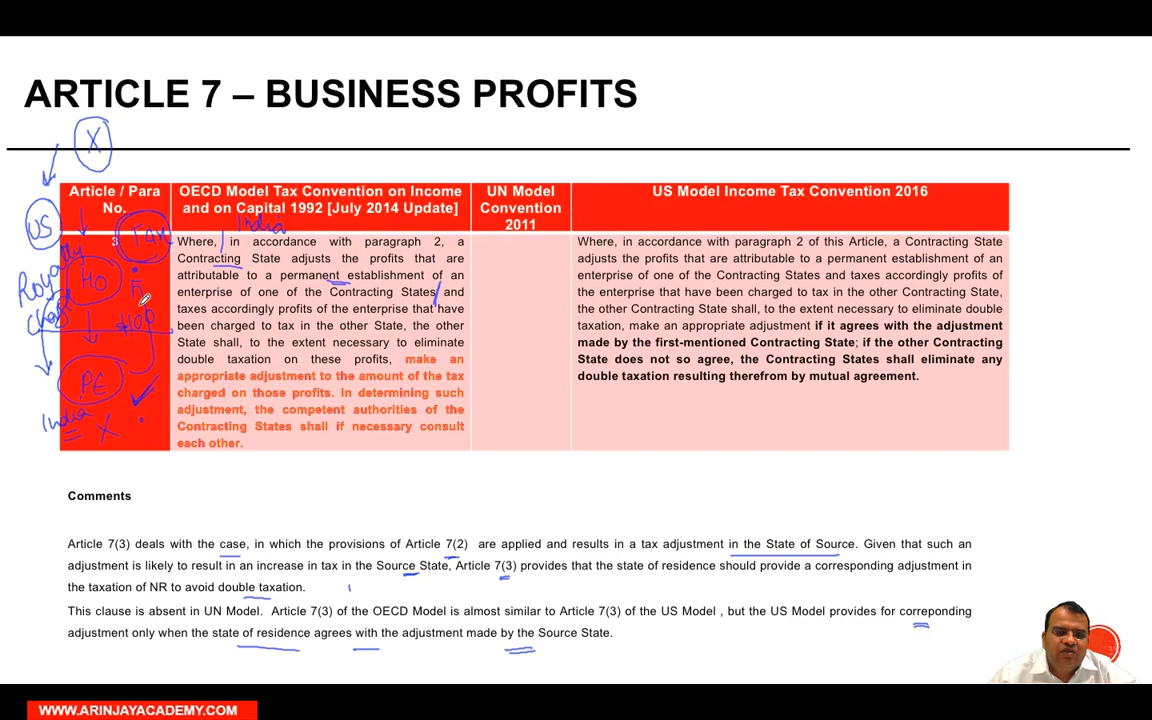 ARTICLE 7 – BUSINESS PROFITS
X
Article / Para
No.
OECD Model Tax Convention on Income
and on Capital 1992 [July 2014 Update]
UN Model
Convention
2011
US Model Income Tax Convention 2016
US
India
Tax
3
Royalty
Charge
HO
$100
PE
India
X
Where, in accordance with paragraph 2, a
Contracting State adjusts the profits that are
attributable to a permanent establishment of an
enterprise of one of the Contracting States and
taxes accordingly profits of the enterprise that have
been charged to tax in the other State, the other
State shall, to the extent necessary to eliminate
double taxation on these profits, make an
appropriate adjustment to the amount of the tax
charged on those profits. In determining such
adjustment, the competent authorities of the
Contracting States shall if necessary consult
each other.
Where, in accordance with paragraph 2 of this Article, a Contracting State
adjusts the profits that are attributable to a permanent establishment of an
enterprise of one of the Contracting States and taxes accordingly profits of
the enterprise that have been charged to tax in the other Contracting State,
the other Contracting State shall, to the extent necessary to eliminate double
taxation, make an appropriate adjustment if it agrees with the adjustment
made by the first-mentioned Contracting State; if the other Contracting
State does not so agree, the Contracting States shall eliminate any
double taxation resulting therefrom by mutual agreement.
Comments
Article 7(3) deals with the case, in which the provisions of Article 7(2) are applied and results in a tax adjustment in the State of Source. Given that such an
adjustment is likely to result in an increase in tax in the Source State, Article 7(3) provides that the state of residence should provide a corresponding adjustment in
the taxation of NR to avoid double taxation.
This clause is absent in UN Model. Article 7(3) of the OECD Model is almost similar to Article 7(3) of the US Model , but the US Model provides for correponding
adjustment only when the state of residence agrees with the adjustment made by the Source State.
WWW.ARINJAYACADEMY.COM